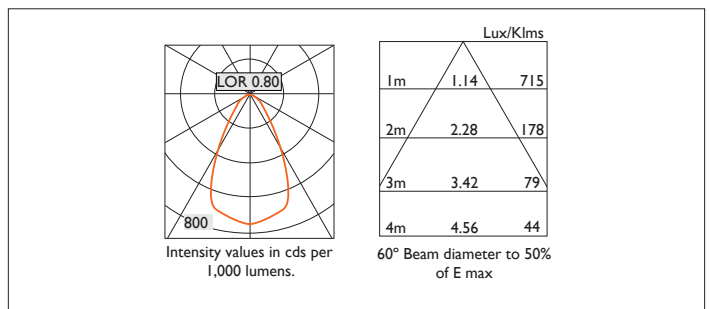 Lux/Klms
LOR 0.80
1m 1.14 715
2m 2.28 178
3m 3.42 79
800
4m 4.56 44
Intensity values in cds per
1,000 lumens.
60º Beam diameter to 50%
of E max